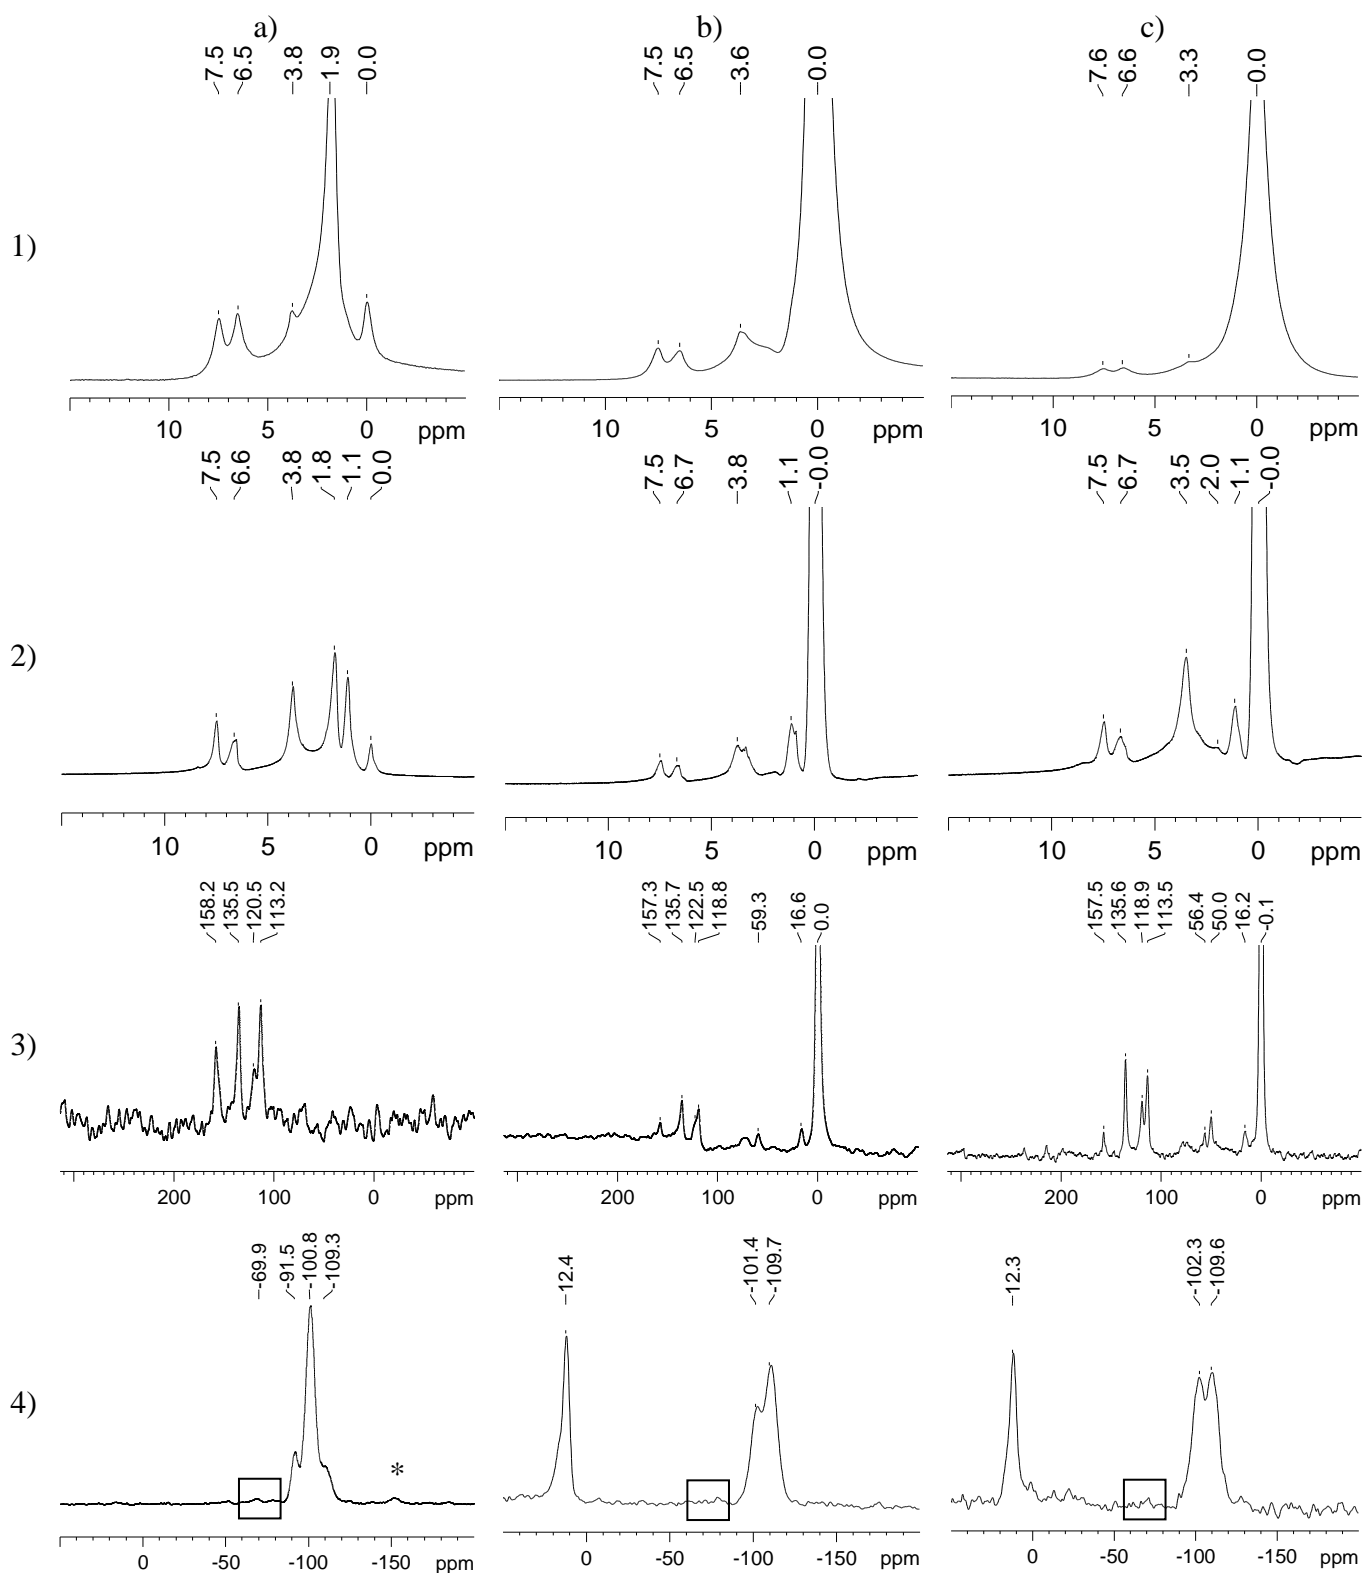 a) b) c)
7.5 6.5 3.8 1.9 0.0 7.5 6.5 3.6 0.0 7.6 6.6 3.3 0.0
1)
10 5 0 ppm 10 5 0 ppm 10 5 0 ppm
7.5 6.6 3.8 1.8 1.1 0.0 7.5 6.7 3.8 1.1 -0.0 7.5 6.7 3.5 2.0 1.1 -0.0
2)
10 5 0 ppm 10 5 0 ppm 10 5 0 ppm
158.2 135.5 120.5 113.2 157.3 135.7 122.5 118.8 59.3 16.6 0.0 157.5 135.6 118.9 113.5 56.4 50.0 16.2 -0.1
3)
200 100 0 ppm 200 100 0 ppm 200 100 0 ppm
-69.9 -91.5 -100.8 -109.3 12.4 -101.4 -109.7 12.3 -102.3 -109.6
4)
*
0 -50 -100 -150 ppm 0 -50 -100 -150 ppm 0 -50 -100 -150 ppm